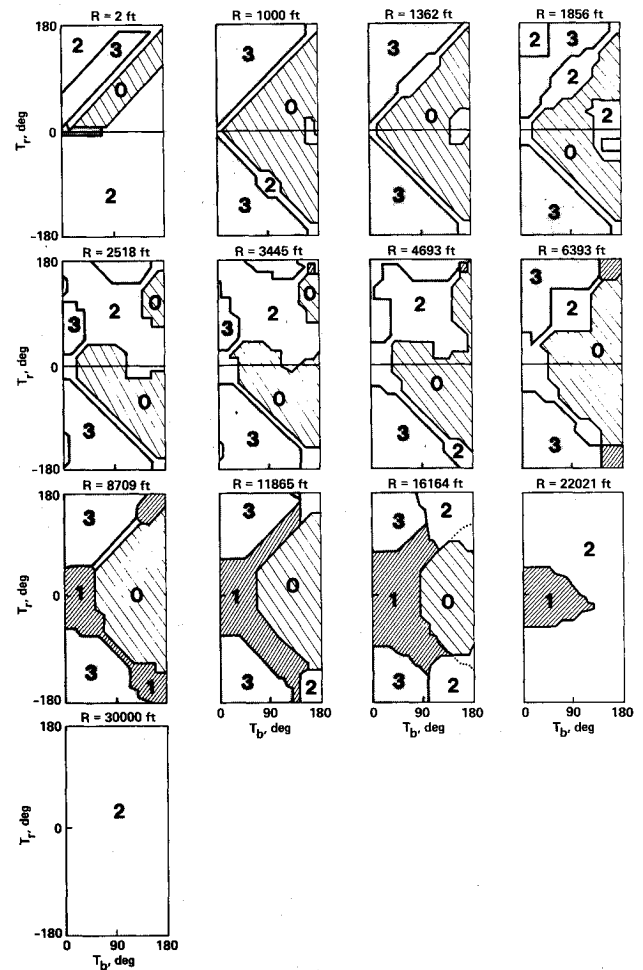 R = 2 ft
R = 1000 ft
R = 1362 ft
R = 1856 ft
180
0
-180
T_r, deg
2
3
0
2
3
0
2
3
3
0
3
2
3
2
2
0
3
R = 2518 ft
R = 3445 ft
R = 4693 ft
R = 6393 ft
180
0
-180
T_r, deg
2
0
3
0
3
2
0
3
0
3
2
0
3
2
3
2
0
3
R = 8709 ft
R = 11865 ft
R = 16164 ft
R = 22021 ft
180
0
-180
T_r, deg
3
1
0
3
1
3
1
0
3
2
3
2
1
0
3
2
2
1
0 90 180
0 90 180
0 90 180
T_b, deg
T_b, deg
T_b, deg
R = 30000 ft
180
0
-180
T_r, deg
2
0 90 180
T_b, deg